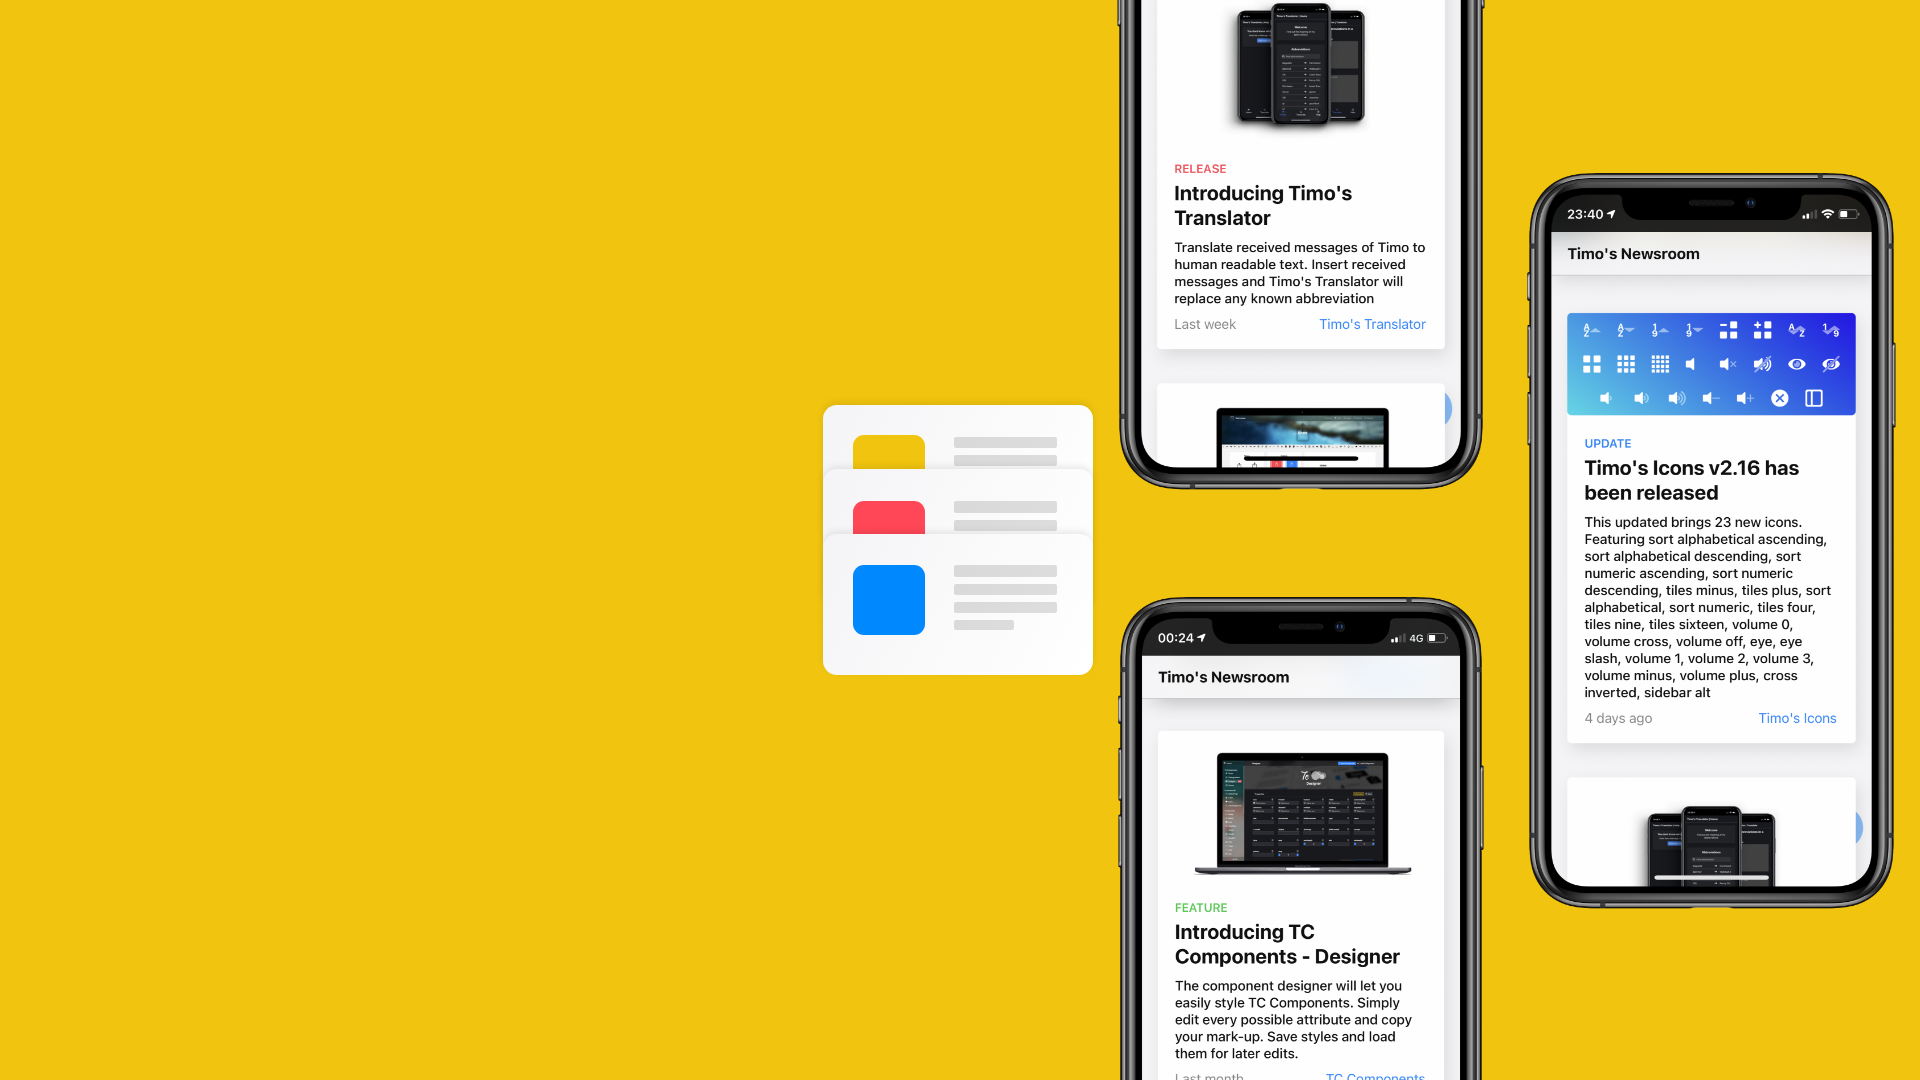 RELEASE
Introducing Timo's
Translator
Translate received messages of Timo to
human readable text. Insert received
messages and Timo's Translator will
replace any known abbreviation
Last week
Timo's Translator
00:24
4G
Timo's Newsroom
Tc
Designer
FEATURE
Introducing TC
Components - Designer
The component designer will let you
easily style TC Components. Simply
edit every possible attribute and copy
your mark-up. Save styles and load
them for later edits.
Last month
TC Components
23:40
Timo's Newsroom
UPDATE
Timo's Icons v2.16 has
been released
This updated brings 23 new icons.
Featuring sort alphabetical ascending,
sort alphabetical descending, sort
numeric ascending, sort numeric
descending, tiles minus, tiles plus, sort
alphabetical, sort numeric, tiles four,
tiles nine, tiles sixteen, volume 0,
volume cross, volume off, eye, eye
slash, volume 1, volume 2, volume 3,
volume minus, volume plus, cross
inverted, sidebar alt
4 days ago
Timo's Icons